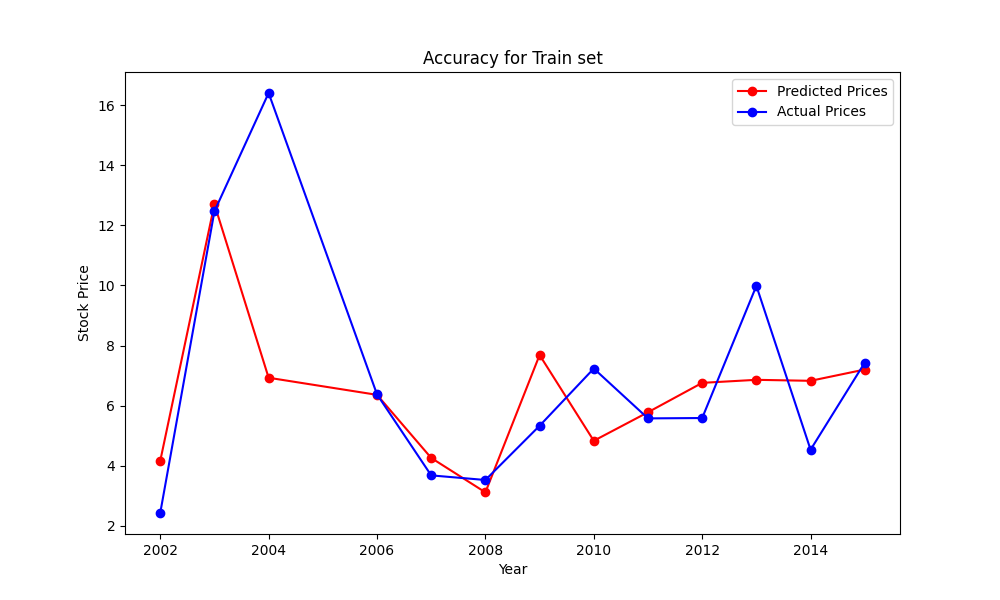 Accuracy for Train set
Predicted Prices
Actual Prices
Stock Price
16
14
12
10
8
6
4
2
2002 2004 2006 2008 2010 2012 2014
Year